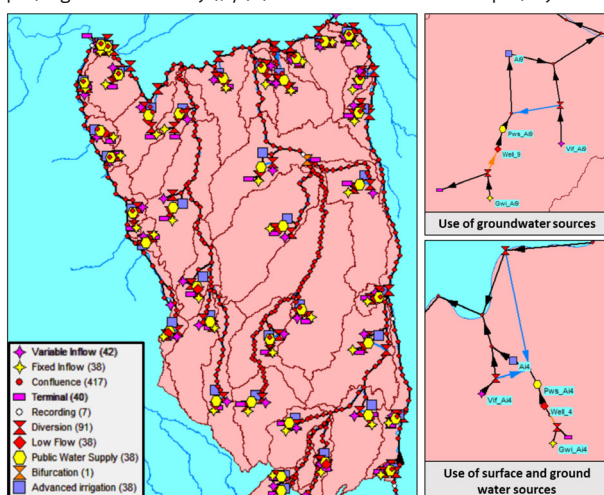 Variable Inflow (42)
Fixed Inflow (38)
Confluence (417)
Terminal (40)
Recording (7)
Diversion (91)
Low Flow (38)
Public Water Supply (38)
Bifurcation (1)
Advanced irrigation (38)
Ai9
Pws_Ai9
Well_9
Vif_Ai9
Gwi_Ai9
Use of groundwater sources
Ai4
Pws_Ai4
Vif_Ai4
Well_4
Gwi_Ai4
Use of surface and ground
water sources